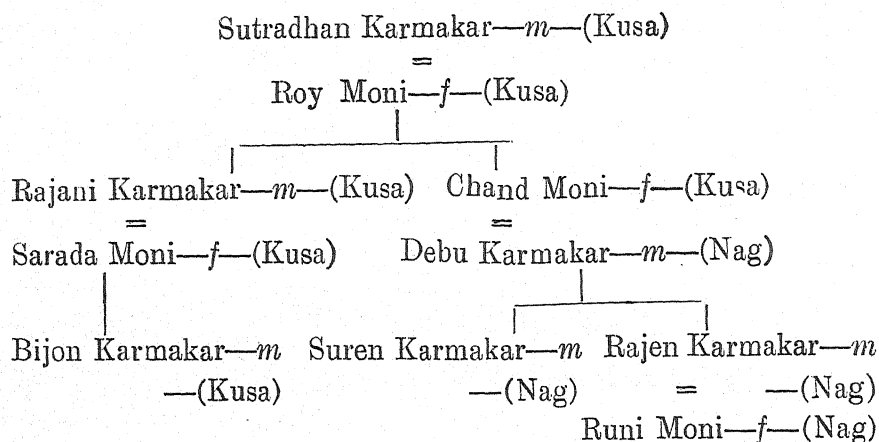 Sutradhan Karmakar—m—(Kusa)
=
Roy Moni—f—(Kusa)
Rajani Karmakar—m—(Kusa) Chand Moni—f—(Kusa)
= =
Sarada Moni—f—(Kusa) Debu Karmakar—m—(Nag)
Bijon Karmakar—m Suren Karmakar—m Rajen Karmakar—m
—(Kusa) —(Nag) = —(Nag)
Runi Moni—f—(Nag)